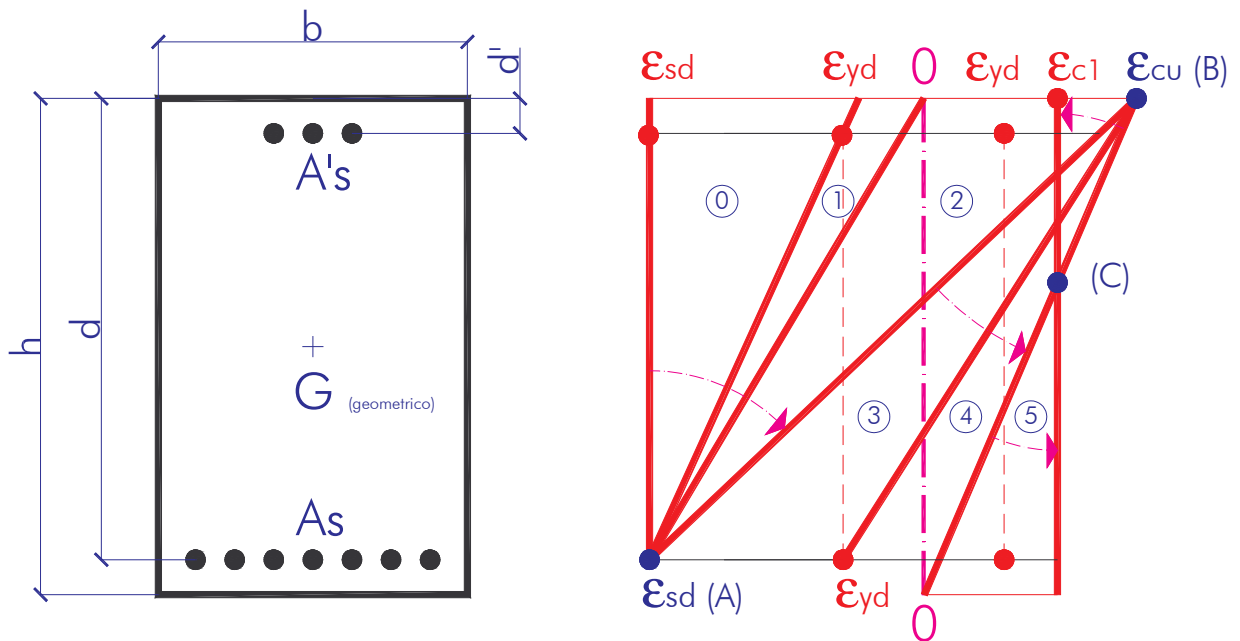 b
d'
h
d
A's
G (geometrico)
As
εsd εyd 0 εyd εc1 εcu (B)
0 1 2
(C)
3 4 5
εsd (A) εyd 0